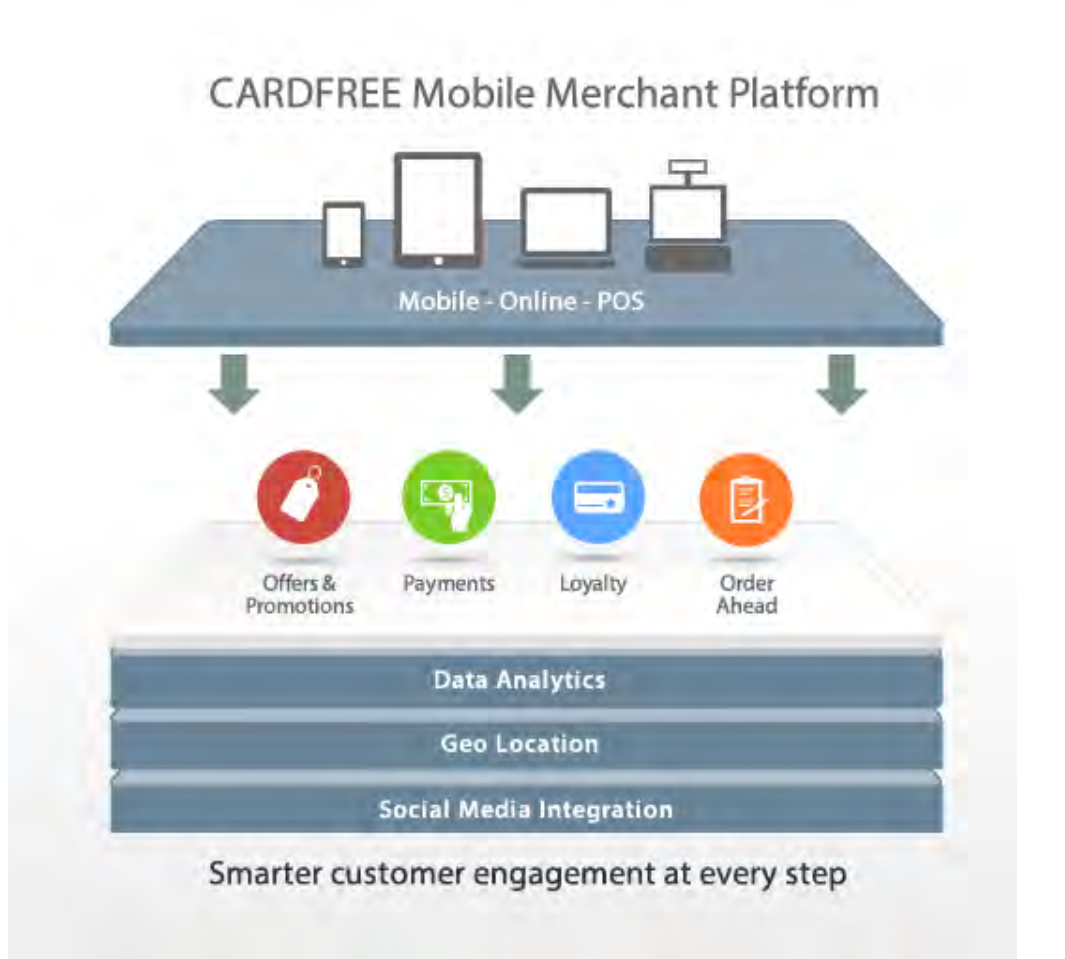 CARDFREE Mobile Merchant Platform
Mobile - Online - POS
Offers &
Promotions
Payments
Loyalty
Order
Ahead
Data Analytics
Geo Location
Social Media Integration
Smarter customer engagement at every step